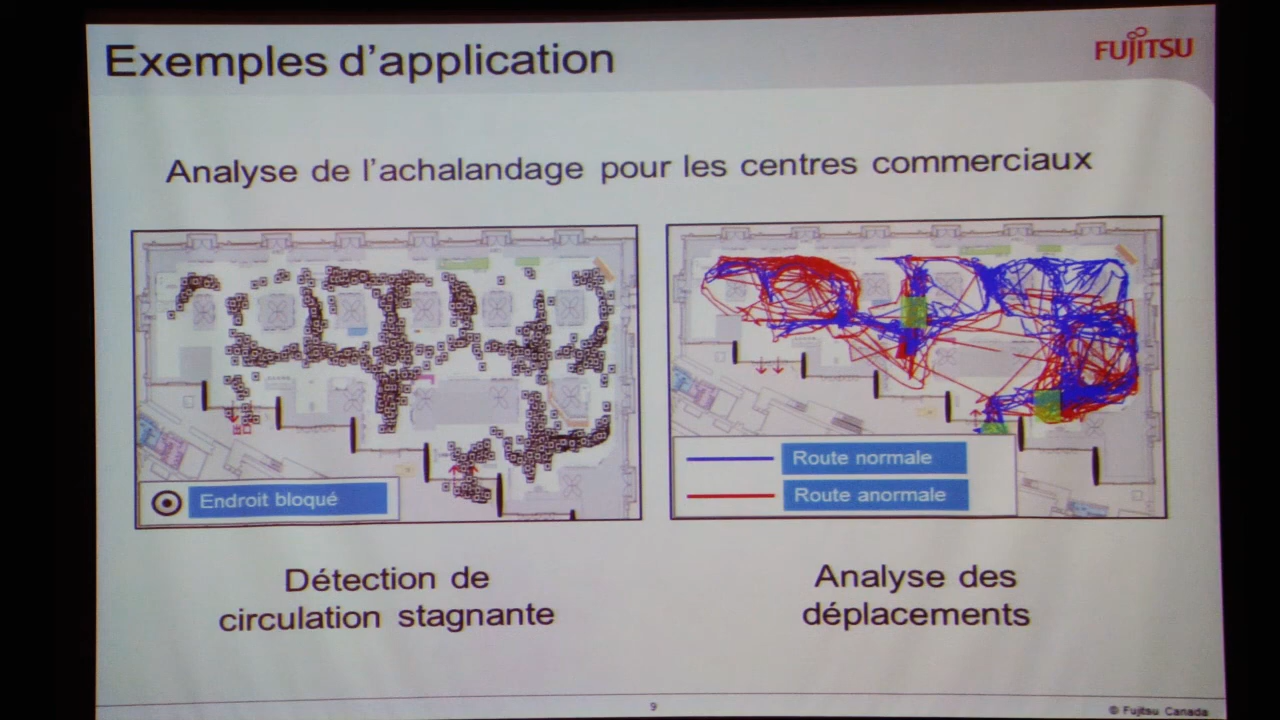 Exemples d'application
FUJITSU
Analyse de l'achalandage pour les centres commerciaux
Endroit bloqué
Route normale
Route anormale
Détection de
circulation stagnante
Analyse des
déplacements
9
© Fujitsu Canada